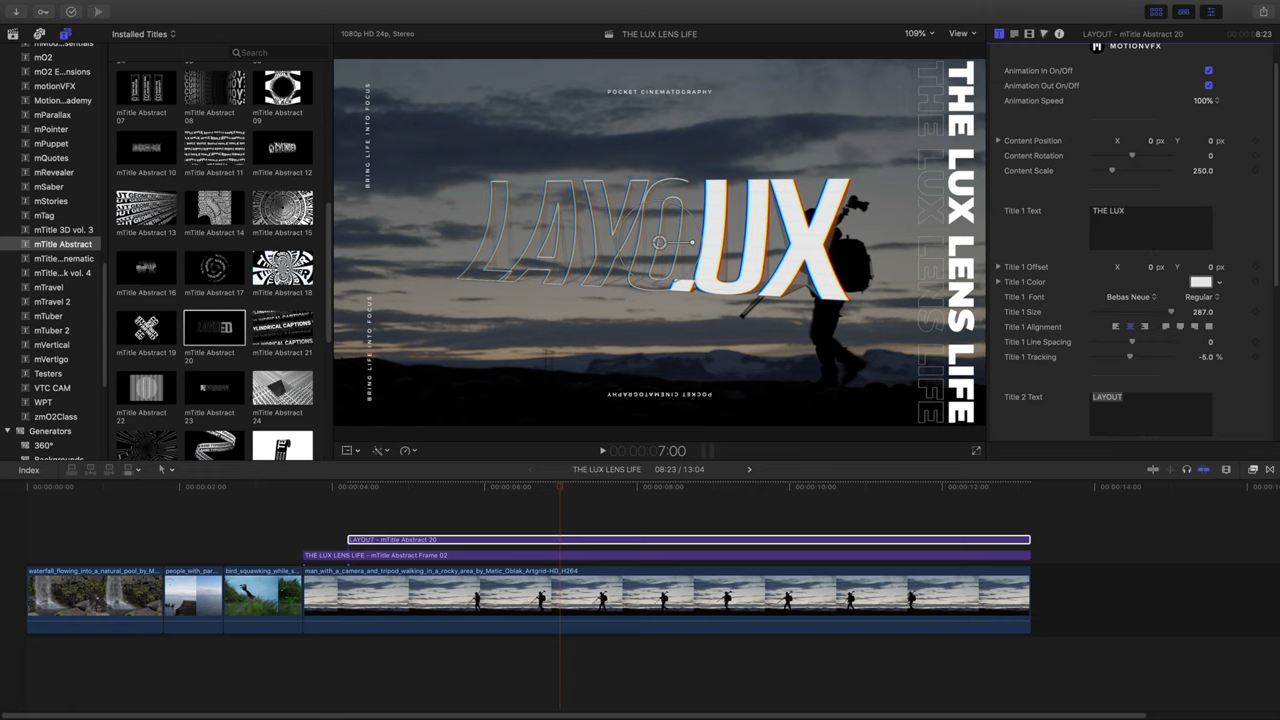 Installed Titles
1080p HD 24p, Stereo
THE LUX LENS LIFE
109%
View
LAYOUT - mTitle Abstract 20
8:23
Search
mO2
mO2 E...nsions
motionVFX
Motion...ademy
mParallax
mPointer
mPuppet
mQuotes
mRevealer
mSaber
mStories
mTag
mTitle 3D vol. 3
mTitle Abstract
mTitle...nematic
mTitle...k vol. 4
mTravel
mTravel 2
mTuber
mTuber 2
mVertical
mVertigo
Testers
VTC CAM
WPT
zmO2Class
Generators
360°
mTitle Abstract 07
mTitle Abstract 08
mTitle Abstract 09
mTitle Abstract 10
mTitle Abstract 11
mTitle Abstract 12
mTitle Abstract 13
mTitle Abstract 14
mTitle Abstract 15
mTitle Abstract 16
mTitle Abstract 17
mTitle Abstract 18
mTitle Abstract 19
mTitle Abstract 20
mTitle Abstract 21
mTitle Abstract 22
mTitle Abstract 23
mTitle Abstract 24
POCKET CINEMATOGRAPHY
BRING LIFE INTO FOCUS
LAYO
UX
BRING LIFE INTO FOCUS
POCKET CINEMATOGRAPHY
THE LUX LENS LIFE
THE LUX LENS LIFE
00:00:00
7:00
MOTIONVFX
Animation In On/Off
Animation Out On/Off
Animation Speed 100%
Content Position X 0 px Y 0 px
Content Rotation 0
Content Scale 250.0
Title 1 Text THE LUX
Title 1 Offset X 0 px Y 0 px
Title 1 Color
Title 1 Font Bebas Neue Regular
Title 1 Size 287.0
Title 1 Alignment
Title 1 Line Spacing 0
Title 1 Tracking -5.0 %
Title 2 Text LAYOUT
Index
THE LUX LENS LIFE 08:23 / 13:04
00:00:00:00
00:00:02:00
00:00:04:00
00:00:06:00
00:00:08:00
00:00:10:00
00:00:12:00
00:00:14:00
LAYOUT - mTitle Abstract 20
THE LUX LENS LIFE - mTitle Abstract Frame 02
waterfall_flowing_into_a_natural_pool_by_M...
people_with_par...
bird_squawking_while_s...
man_with_a_camera_and_tripod_walking_in_a_rocky_area_by_Matic_Oblak_Artgrid-HD_H264